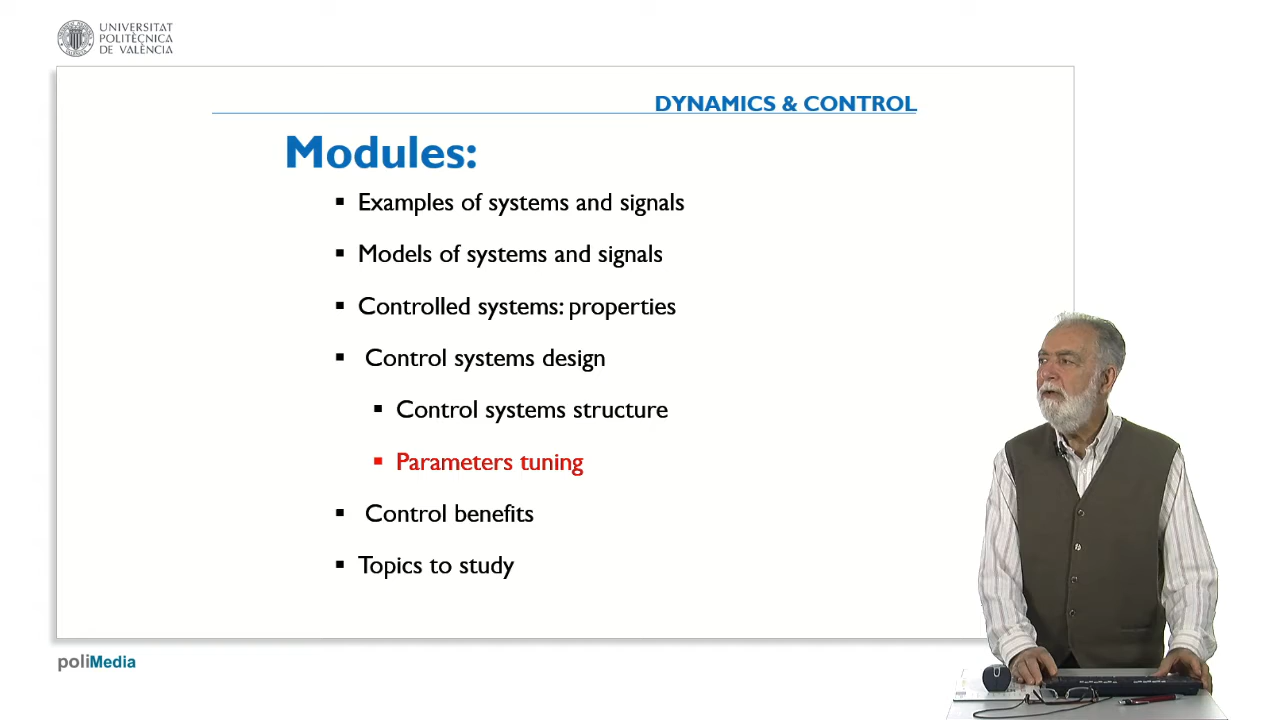 UNIVERSITAT
POLITÈCNICA
DE VALÈNCIA
DYNAMICS & CONTROL
Modules:
▪ Examples of systems and signals
▪ Models of systems and signals
▪ Controlled systems: properties
▪ Control systems design
▪ Control systems structure
▪ Parameters tuning
▪ Control benefits
▪ Topics to study
poliMedia